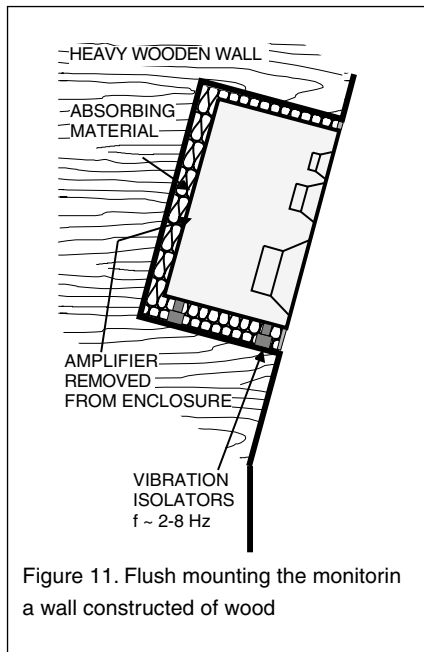 HEAVY WOODEN WALL
ABSORBING
MATERIAL
AMPLIFIER
REMOVED
FROM ENCLOSURE
VIBRATION
ISOLATORS
f ~ 2-8 Hz
Figure 11. Flush mounting the monitorin
a wall constructed of wood